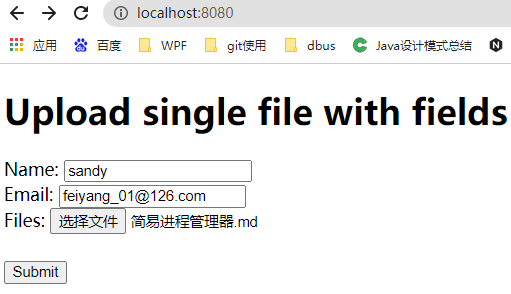 localhost:8080
应用 百度 WPF git使用 dbus Java设计模式总结 N
Upload single file with fields
Name: sandy
Email: feiyang_01@126.com
Files: 选择文件 简易进程管理器.md
Submit